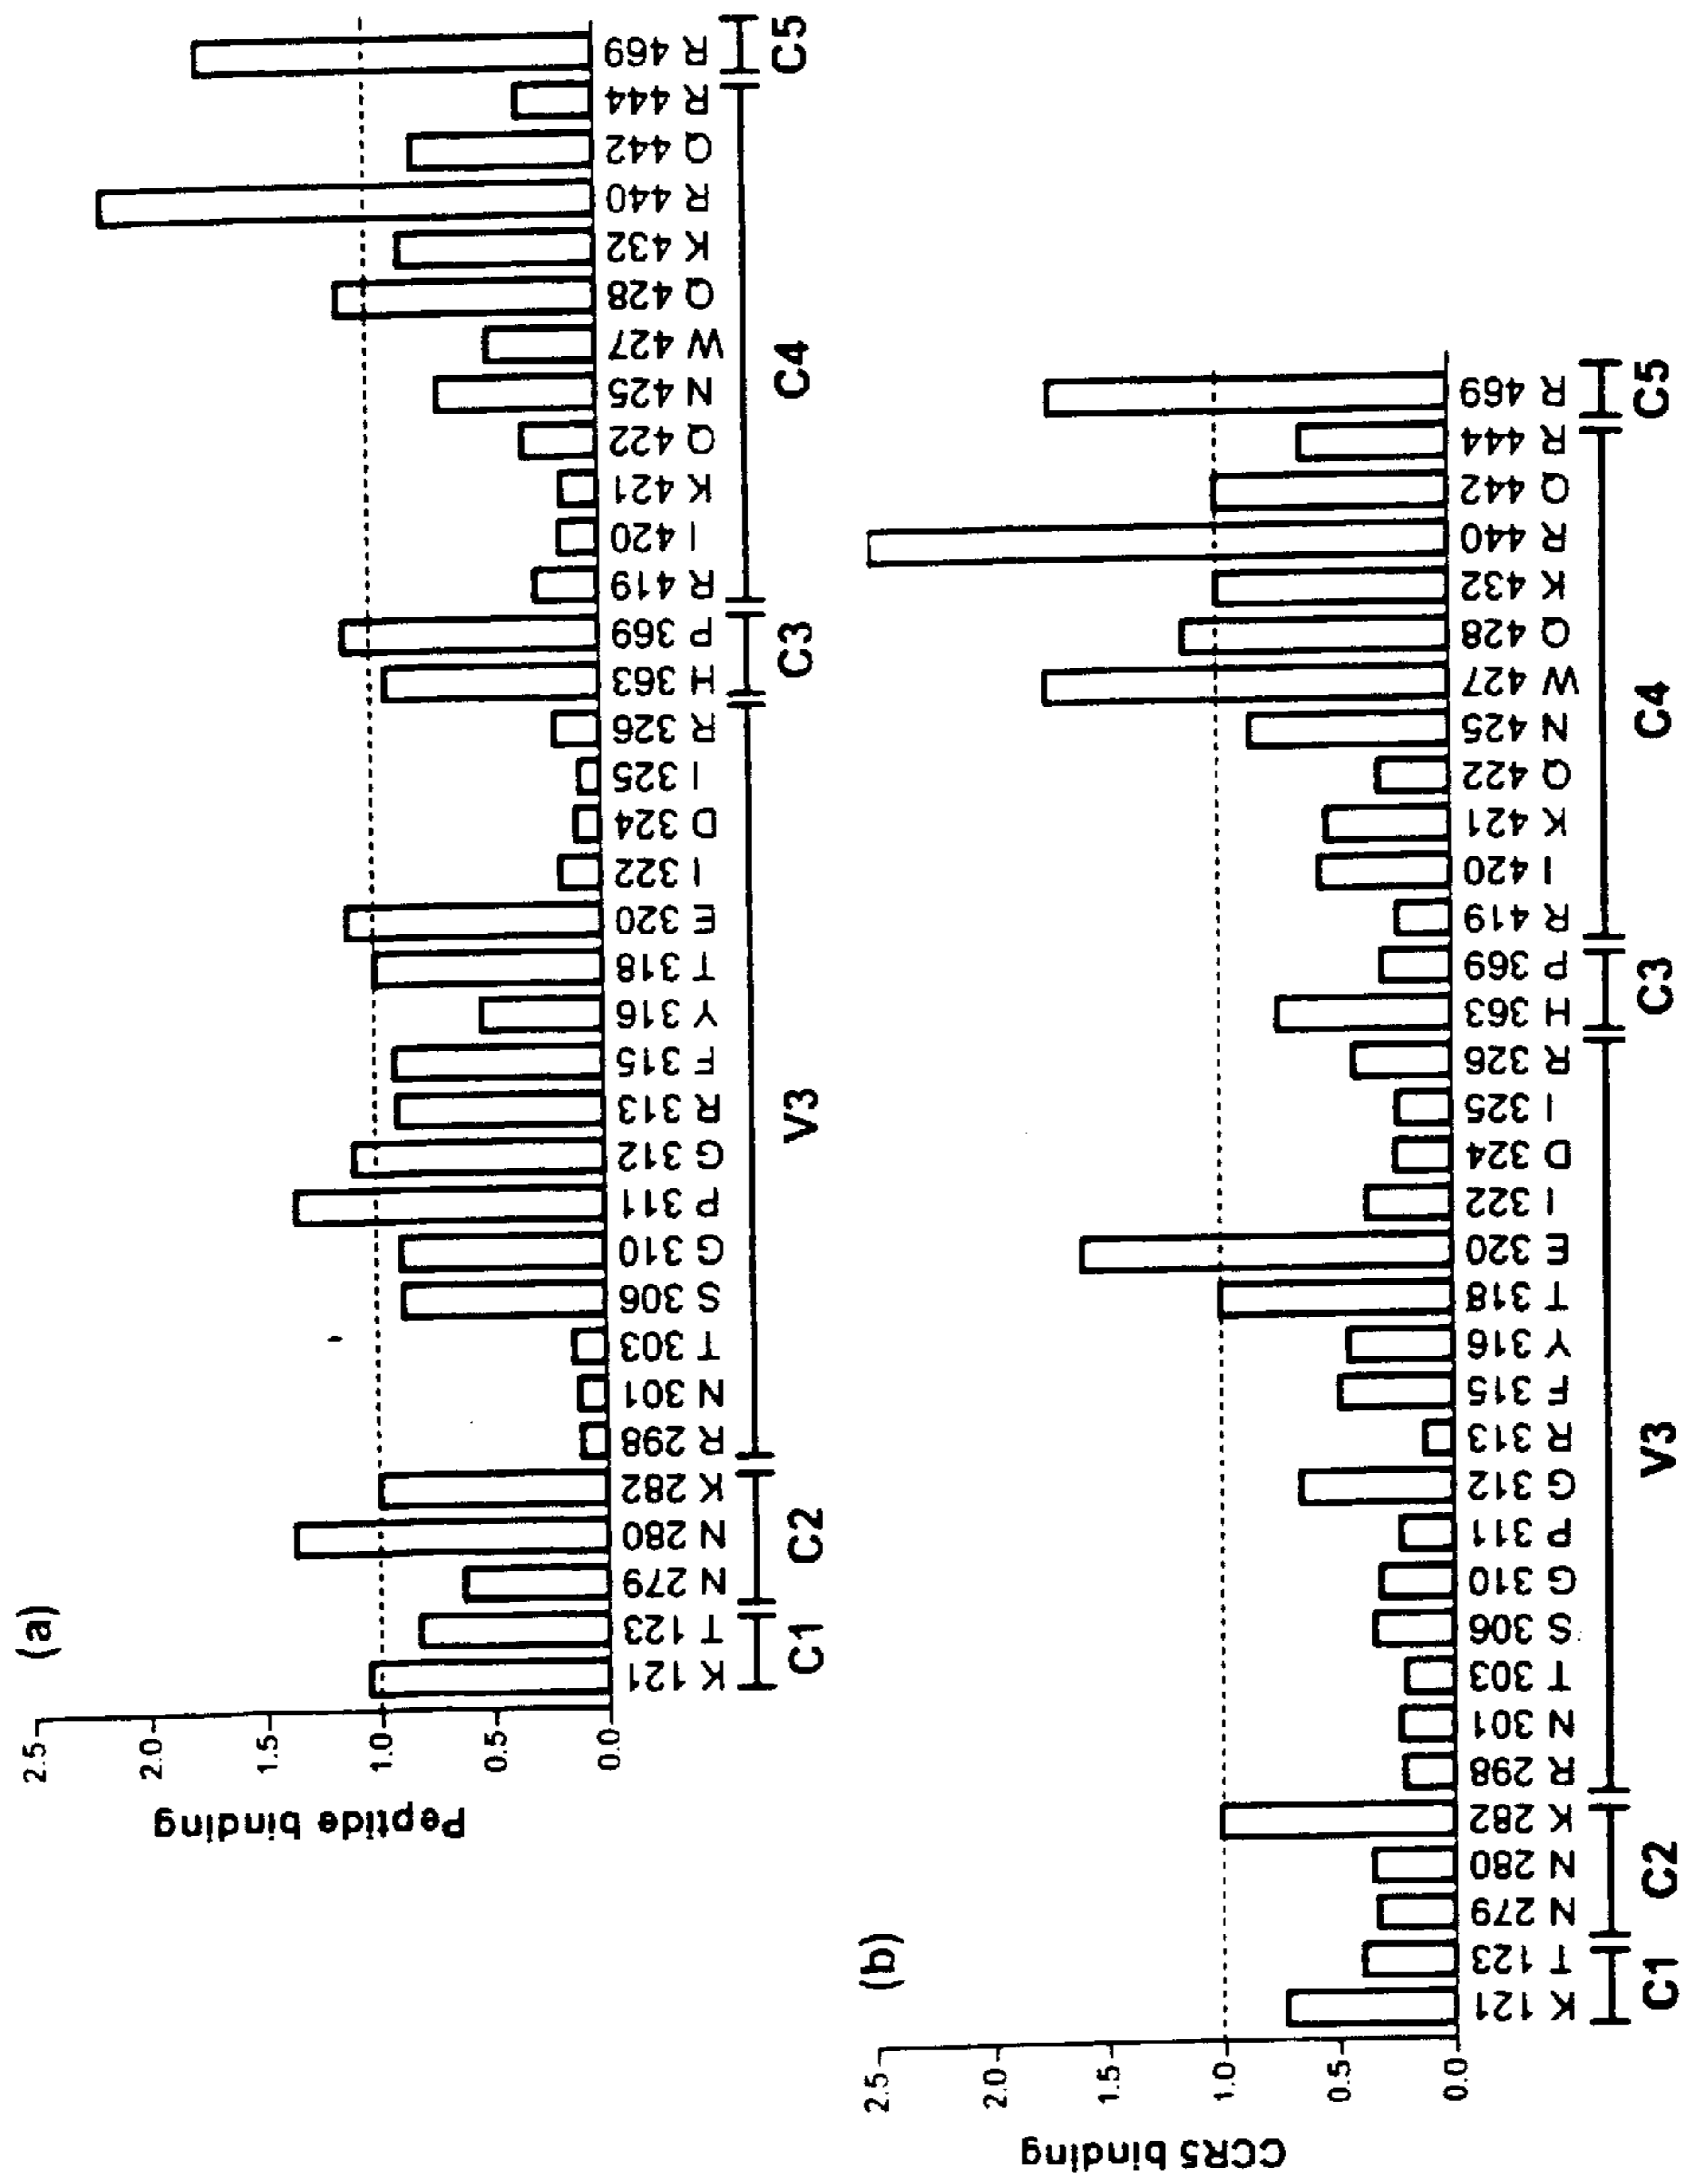 (a)
Peptide binding
2.5
2.0
1.5
1.0
0.5
0.0
K 121
T 123
N 279
N 280
K 282
R 298
N 301
T 303
S 306
G 310
P 311
G 312
R 313
F 315
Y 316
T 318
E 320
I 322
D 324
I 325
R 326
H 363
P 369
R 419
I 420
K 421
Q 422
N 425
W 427
Q 428
K 432
R 440
Q 442
R 444
R 469
C1 C2 V3 C3 C4 C5
(b)
CCR5 binding
2.5
2.0
1.5
1.0
0.5
0.0
K 121
T 123
N 279
N 280
K 282
R 298
N 301
T 303
S 306
G 310
P 311
G 312
R 313
F 315
Y 316
T 318
E 320
I 322
D 324
I 325
R 326
H 363
P 369
R 419
I 420
K 421
Q 422
N 425
W 427
Q 428
K 432
R 440
Q 442
R 444
R 469
C1 C2 V3 C3 C4 C5